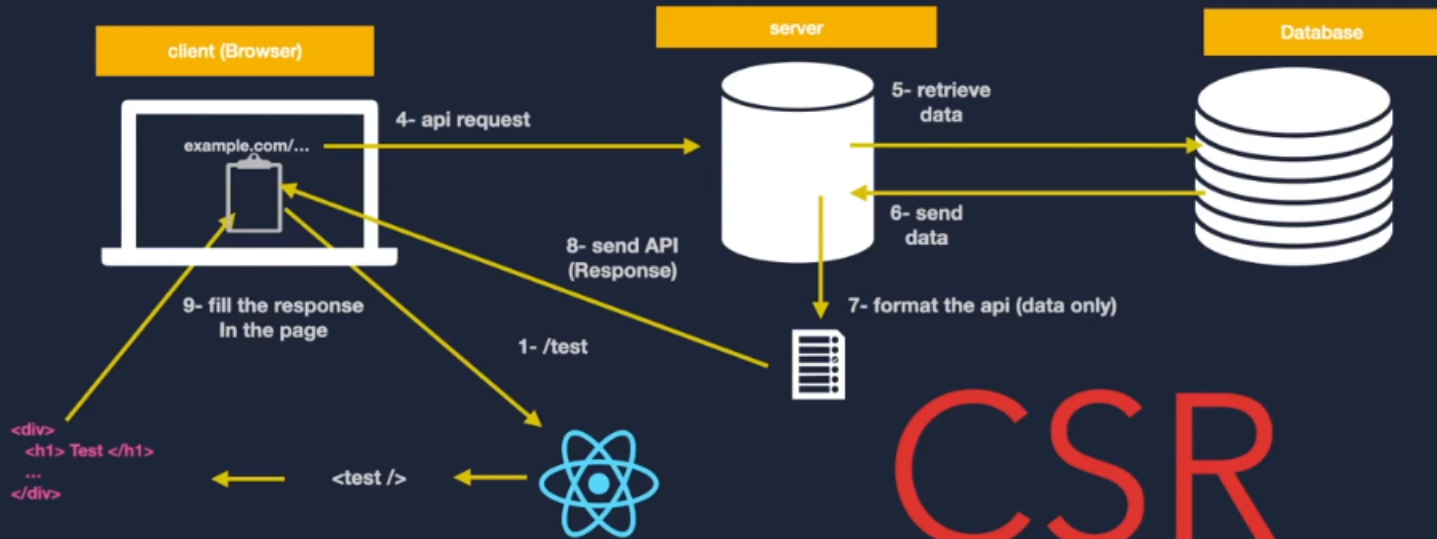 client (Browser)
server
Database
example.com/...
4- api request
5- retrieve
data
6- send
data
8- send API
(Response)
7- format the api (data only)
9- fill the response
In the page
1- /test
<div>
<h1> Test </h1>
...
</div>
<test />
CSR